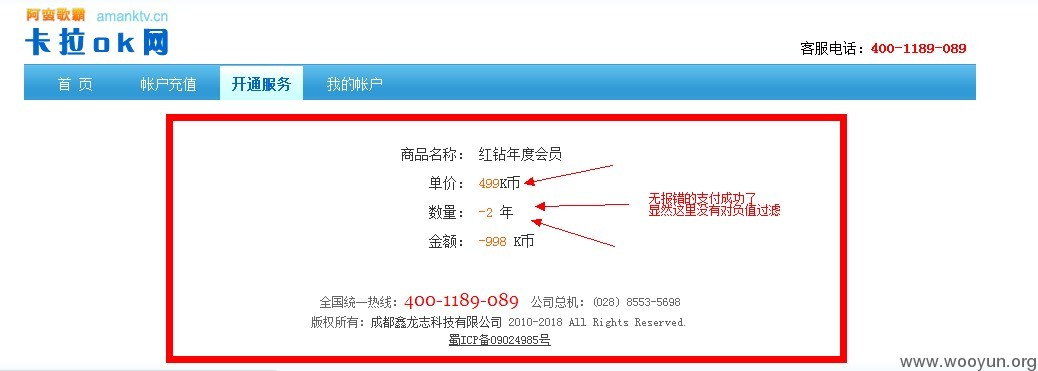 阿蛮歌霸 amanktv.cn
卡拉ok网
客服电话：400-1189-089
首 页 帐户充值 开通服务 我的帐户
商品名称： 红钻年度会员
单价： 499K币
数量： -2 年
金额： -998 K币
无报错的支付成功了
显然这里没有对负值过滤
全国统一热线：400-1189-089 公司总机：(028) 8553-5698
版权所有：成都鑫龙志科技有限公司 2010-2018 All Rights Reserved.
蜀ICP备09024985号
www.wooyun.org